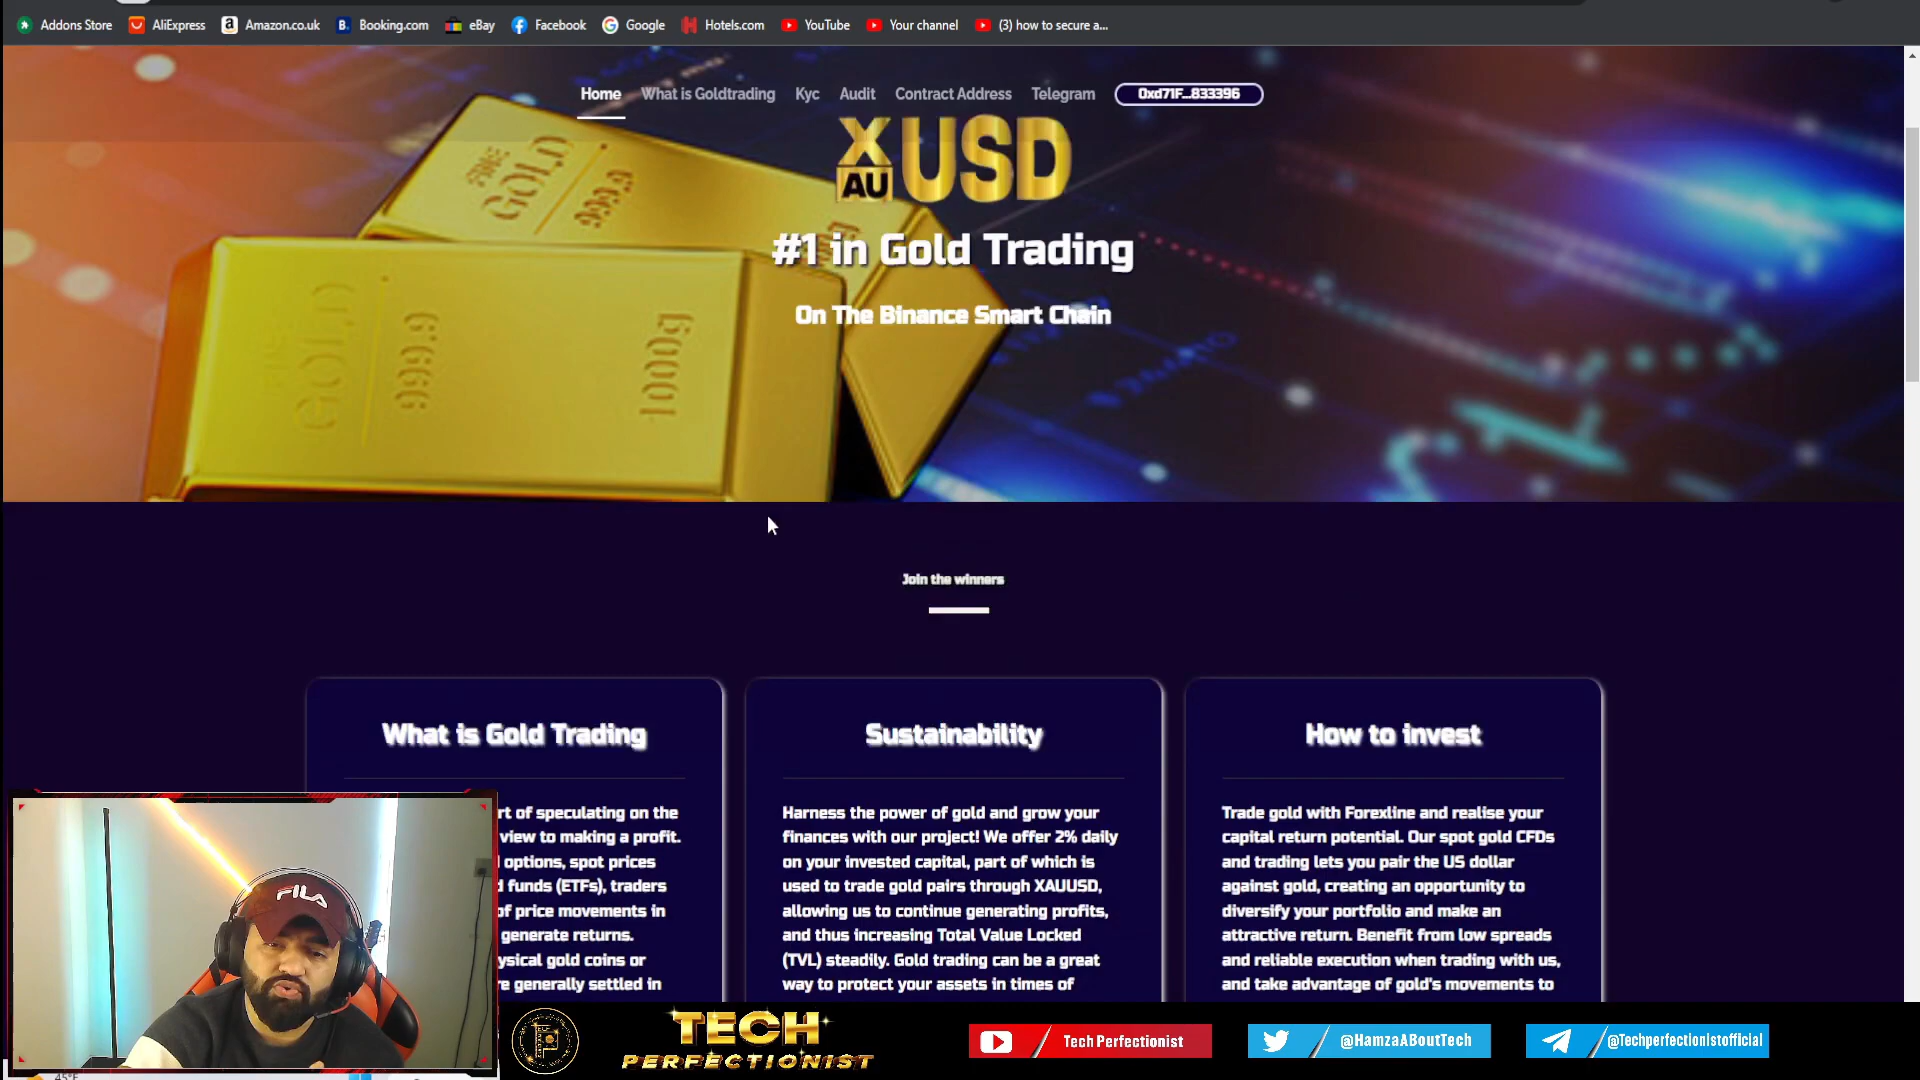 Addons Store AliExpress Amazon.co.uk Booking.com eBay Facebook Google Hotels.com YouTube Your channel (3) how to secure a...
Home What is Goldtrading Kyc Audit Contract Address Telegram 0xd71F...833396
XAU USD
#1 in Gold Trading
On The Binance Smart Chain
GOLD
999.9
GOLD
999.9
1000g
Join the winners
What is Gold Trading
rt of speculating on the
view to making a profit.
options, spot prices
funds (ETFs), traders
of price movements in
generate returns.
ysical gold coins or
re generally settled in
Sustainability
Harness the power of gold and grow your
finances with our project! We offer 2% daily
on your invested capital, part of which is
used to trade gold pairs through XAUUSD,
allowing us to continue generating profits,
and thus increasing Total Value Locked
(TVL) steadily. Gold trading can be a great
way to protect your assets in times of
How to invest
Trade gold with Forexline and realise your
capital return potential. Our spot gold CFDs
and trading lets you pair the US dollar
against gold, creating an opportunity to
diversify your portfolio and make an
attractive return. Benefit from low spreads
and reliable execution when trading with us,
and take advantage of gold's movements to
FILA
TECH
PERFECTIONIST
Tech Perfectionist
@HamzaABoutTech
@Techperfectionistofficial
45°F